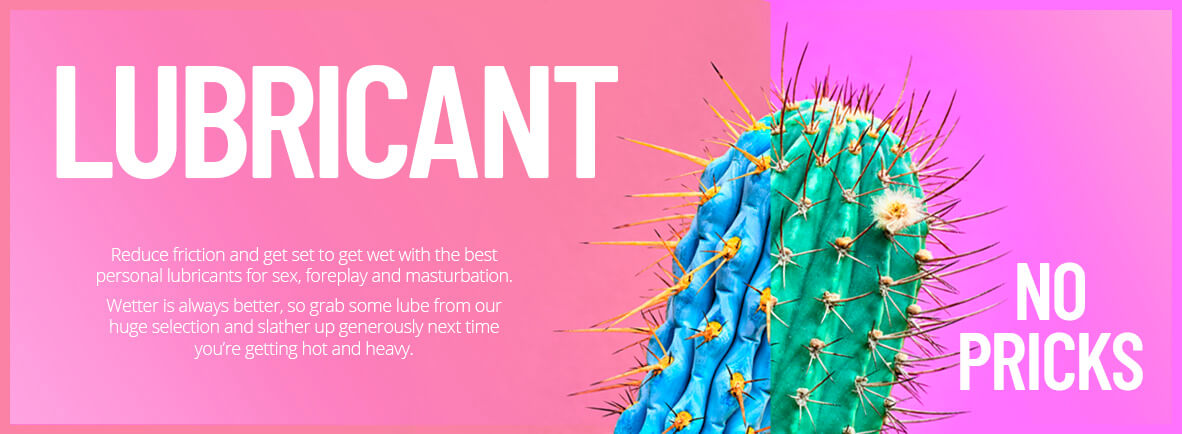 LUBRICANT
Reduce friction and get set to get wet with the best
personal lubricants for sex, foreplay and masturbation.
Wetter is always better, so grab some lube from our
huge selection and slather up generously next time
you’re getting hot and heavy.
NO
PRICKS